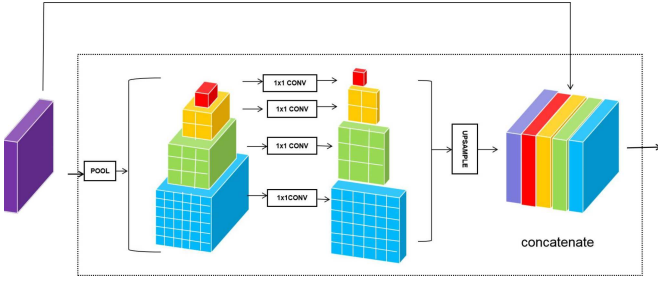 1x1 CONV
1x1 CONV
1x1 CONV
POOL
UPSAMPLE
1x1CONV
concatenate